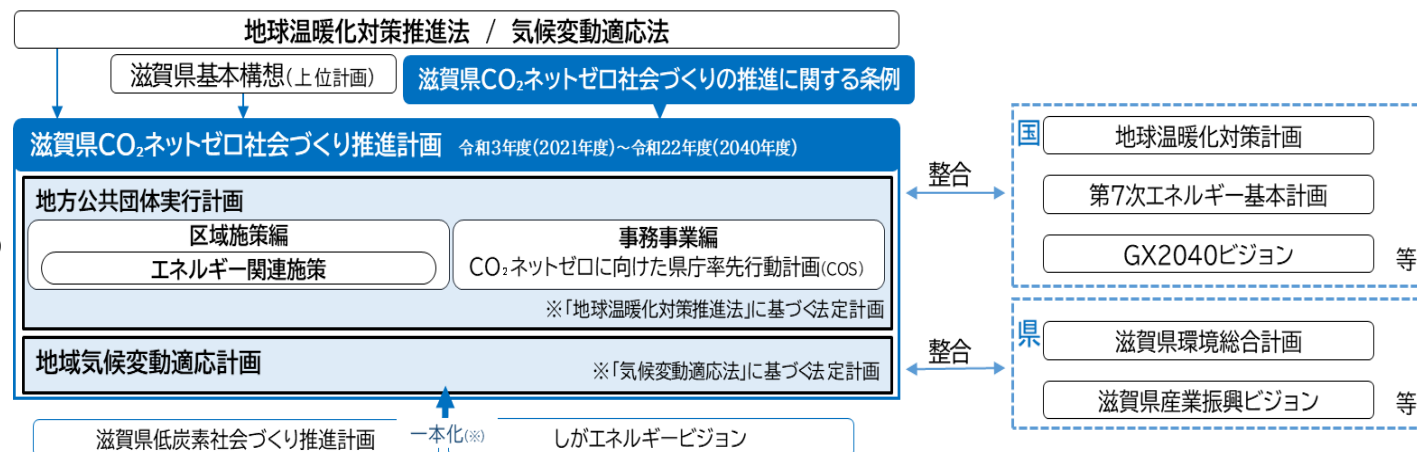 地球温暖化対策推進法 / 気候変動適応法
滋賀県基本構想(上位計画)
滋賀県CO₂ネットゼロ社会づくりの推進に関する条例
滋賀県CO₂ネットゼロ社会づくり推進計画 令和3年度(2021年度)～令和22年度(2040年度)
地方公共団体実行計画
区域施策編
エネルギー関連施策
事務事業編
CO₂ネットゼロに向けた県庁率先行動計画(COS)
※「地球温暖化対策推進法」に基づく法定計画
地域気候変動適応計画
※「気候変動適応法」に基づく法定計画
滋賀県低炭素社会づくり推進計画
一本化(※)
しがエネルギービジョン
整合
国
地球温暖化対策計画
第7次エネルギー基本計画
GX2040ビジョン
等
整合
県
滋賀県環境総合計画
滋賀県産業振興ビジョン
等